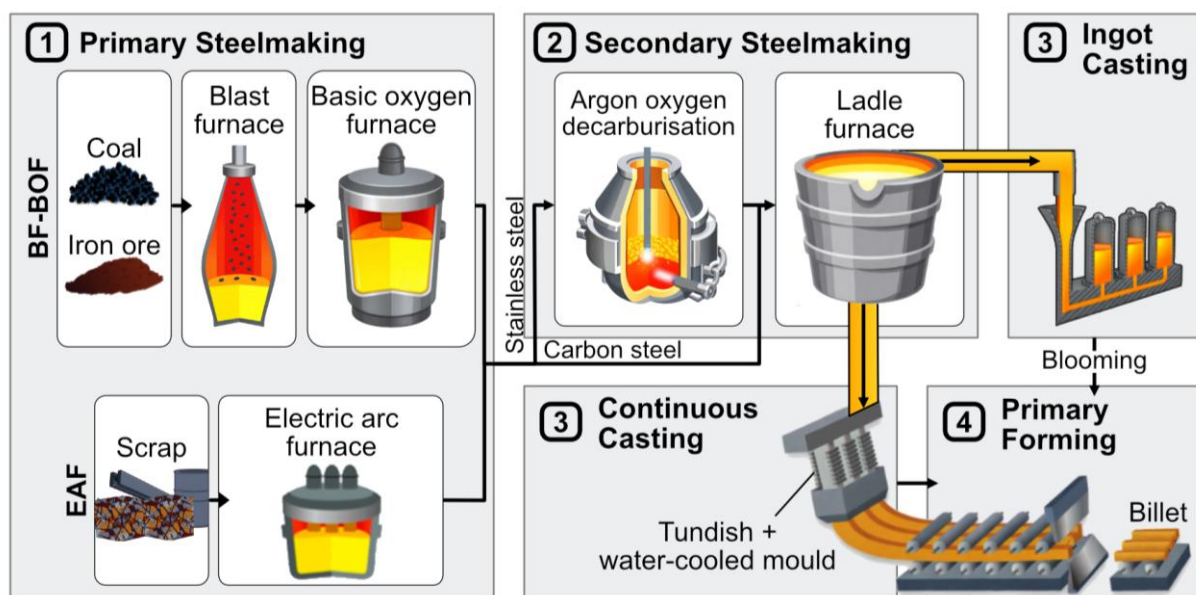 1 Primary Steelmaking
BF-BOF
Coal
Iron ore
Blast
furnace
Basic oxygen
furnace
EAF
Scrap
Electric arc
furnace
Stainless steel
Carbon steel
2 Secondary Steelmaking
Argon oxygen
decarburisation
Ladle
furnace
3 Ingot
Casting
Blooming
3 Continuous
Casting
Tundish +
water-cooled mould
4 Primary
Forming
Billet